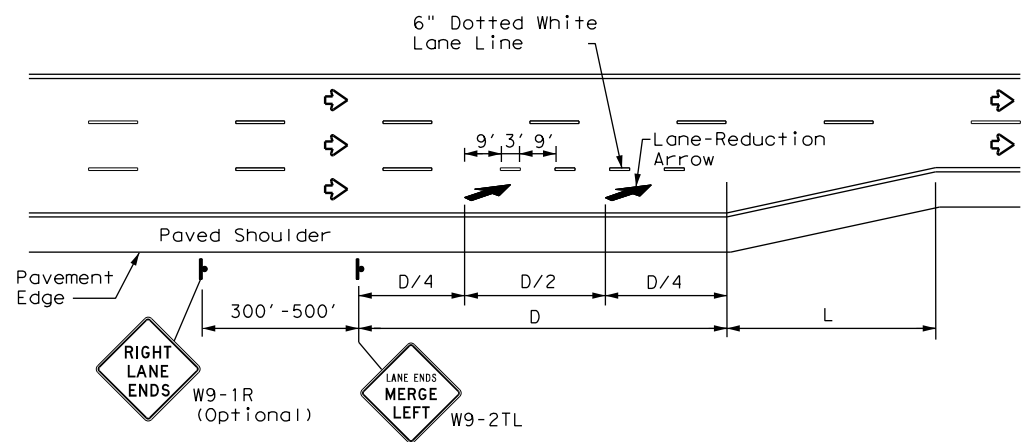 6" Dotted White
Lane Line
9' 3' 9'
Lane-Reduction
Arrow
Paved Shoulder
Pavement
Edge
D/4 D/2 D/4
300'-500' D L
RIGHT
LANE
ENDS
W9-1R
(Optional)
LANE ENDS
MERGE
LEFT
W9-2TL